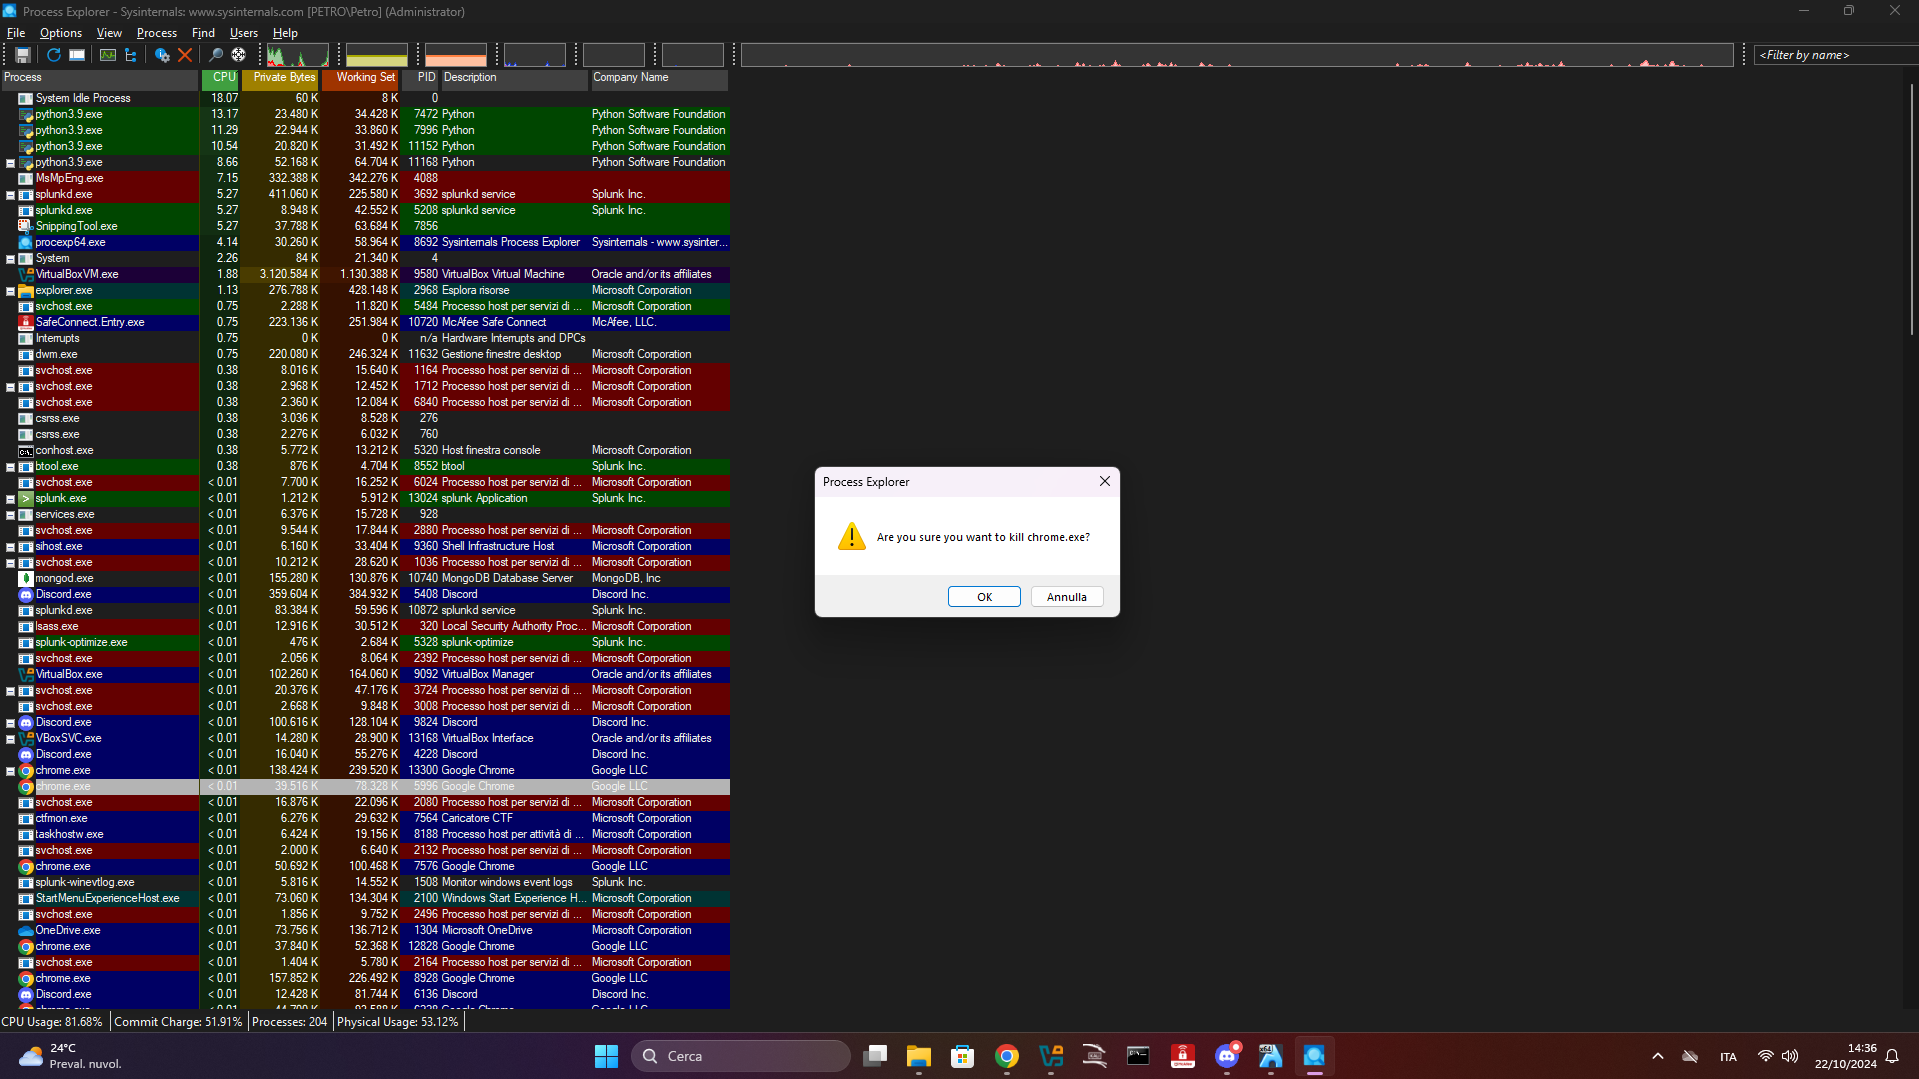 Process Explorer - Sysinternals: www.sysinternals.com [PETRO\Petro] (Administrator)
File Options View Process Find Users Help
<Filter by name>
Process CPU Private Bytes Working Set PID Description Company Name
System Idle Process 18.07 60 K 8 K 0
python3.9.exe 13.17 23.480 K 34.428 K 7472 Python Python Software Foundation
python3.9.exe 11.29 22.944 K 33.860 K 7996 Python Python Software Foundation
python3.9.exe 10.54 20.820 K 31.492 K 11152 Python Python Software Foundation
python3.9.exe 8.66 52.168 K 64.704 K 11168 Python Python Software Foundation
MsMpEng.exe 7.15 332.388 K 342.276 K 4088
splunkd.exe 5.27 411.060 K 225.580 K 3692 splunkd service Splunk Inc.
splunkd.exe 5.27 8.948 K 42.552 K 5208 splunkd service Splunk Inc.
SnippingTool.exe 5.27 37.788 K 63.684 K 7856
procexp64.exe 4.14 30.260 K 58.964 K 8692 Sysinternals Process Explorer Sysinternals - www.sysinter...
System 2.26 84 K 21.340 K 4
VirtualBoxVM.exe 1.88 3.120.584 K 1.130.388 K 9580 VirtualBox Virtual Machine Oracle and/or its affiliates
explorer.exe 1.13 276.788 K 428.148 K 2968 Esplora risorse Microsoft Corporation
svchost.exe 0.75 2.288 K 11.820 K 5484 Processo host per servizi di ... Microsoft Corporation
SafeConnect.Entry.exe 0.75 223.136 K 251.984 K 10720 McAfee Safe Connect McAfee, LLC.
Interrupts 0.75 0 K 0 K n/a Hardware Interrupts and DPCs
dwm.exe 0.75 220.080 K 246.324 K 11632 Gestione finestre desktop Microsoft Corporation
svchost.exe 0.38 8.016 K 15.640 K 1164 Processo host per servizi di ... Microsoft Corporation
svchost.exe 0.38 2.968 K 12.452 K 1712 Processo host per servizi di ... Microsoft Corporation
svchost.exe 0.38 2.360 K 12.084 K 6840 Processo host per servizi di ... Microsoft Corporation
csrss.exe 0.38 3.036 K 8.528 K 276
csrss.exe 0.38 2.276 K 6.032 K 760
conhost.exe 0.38 5.772 K 13.212 K 5320 Host finestra console Microsoft Corporation
btool.exe 0.38 876 K 4.704 K 8552 btool Splunk Inc.
svchost.exe < 0.01 7.700 K 16.252 K 6024 Processo host per servizi di ... Microsoft Corporation
splunk.exe < 0.01 1.212 K 5.912 K 13024 splunk Application Splunk Inc.
services.exe < 0.01 6.376 K 15.728 K 928
svchost.exe < 0.01 9.544 K 17.844 K 2880 Processo host per servizi di ... Microsoft Corporation
sihost.exe < 0.01 6.160 K 33.404 K 9360 Shell Infrastructure Host Microsoft Corporation
svchost.exe < 0.01 10.212 K 28.620 K 1036 Processo host per servizi di ... Microsoft Corporation
mongod.exe < 0.01 155.280 K 130.876 K 10740 MongoDB Database Server MongoDB, Inc
Discord.exe < 0.01 359.604 K 384.932 K 5408 Discord Discord Inc.
splunkd.exe < 0.01 83.384 K 59.596 K 10872 splunkd service Splunk Inc.
lsass.exe < 0.01 12.916 K 30.512 K 320 Local Security Authority Proc... Microsoft Corporation
splunk-optimize.exe < 0.01 476 K 2.684 K 5328 splunk-optimize Splunk Inc.
svchost.exe < 0.01 2.056 K 8.064 K 2392 Processo host per servizi di ... Microsoft Corporation
VirtualBox.exe < 0.01 102.260 K 164.060 K 9092 VirtualBox Manager Oracle and/or its affiliates
svchost.exe < 0.01 20.376 K 47.176 K 3724 Processo host per servizi di ... Microsoft Corporation
svchost.exe < 0.01 2.668 K 9.848 K 3008 Processo host per servizi di ... Microsoft Corporation
Discord.exe < 0.01 100.616 K 128.104 K 9824 Discord Discord Inc.
VBoxSVC.exe < 0.01 14.280 K 28.900 K 13168 VirtualBox Interface Oracle and/or its affiliates
Discord.exe < 0.01 16.040 K 55.276 K 4228 Discord Discord Inc.
chrome.exe < 0.01 138.424 K 239.520 K 13300 Google Chrome Google LLC
chrome.exe < 0.01 39.516 K 78.328 K 5996 Google Chrome Google LLC
svchost.exe < 0.01 16.876 K 22.096 K 2080 Processo host per servizi di ... Microsoft Corporation
ctfmon.exe < 0.01 6.276 K 29.632 K 7564 Caricatore CTF Microsoft Corporation
taskhostw.exe < 0.01 6.424 K 19.156 K 8188 Processo host per attività di ... Microsoft Corporation
svchost.exe < 0.01 2.000 K 6.640 K 2132 Processo host per servizi di ... Microsoft Corporation
chrome.exe < 0.01 50.692 K 100.468 K 7576 Google Chrome Google LLC
splunk-winevtlog.exe < 0.01 5.816 K 14.552 K 1508 Monitor windows event logs Splunk Inc.
StartMenuExperienceHost.exe < 0.01 73.060 K 134.304 K 2100 Windows Start Experience H... Microsoft Corporation
svchost.exe < 0.01 1.856 K 9.752 K 2496 Processo host per servizi di ... Microsoft Corporation
OneDrive.exe < 0.01 73.756 K 136.712 K 1304 Microsoft OneDrive Microsoft Corporation
chrome.exe < 0.01 37.840 K 52.368 K 12828 Google Chrome Google LLC
svchost.exe < 0.01 1.404 K 5.780 K 2164 Processo host per servizi di ... Microsoft Corporation
chrome.exe < 0.01 157.852 K 226.492 K 8928 Google Chrome Google LLC
Discord.exe < 0.01 12.428 K 81.744 K 6136 Discord Discord Inc.
Process Explorer
Are you sure you want to kill chrome.exe?
OK Annulla
CPU Usage: 81.68% Commit Charge: 51.91% Processes: 204 Physical Usage: 53.12%
24°C
Preval. nuvol.
Cerca
ITA
14:36
22/10/2024